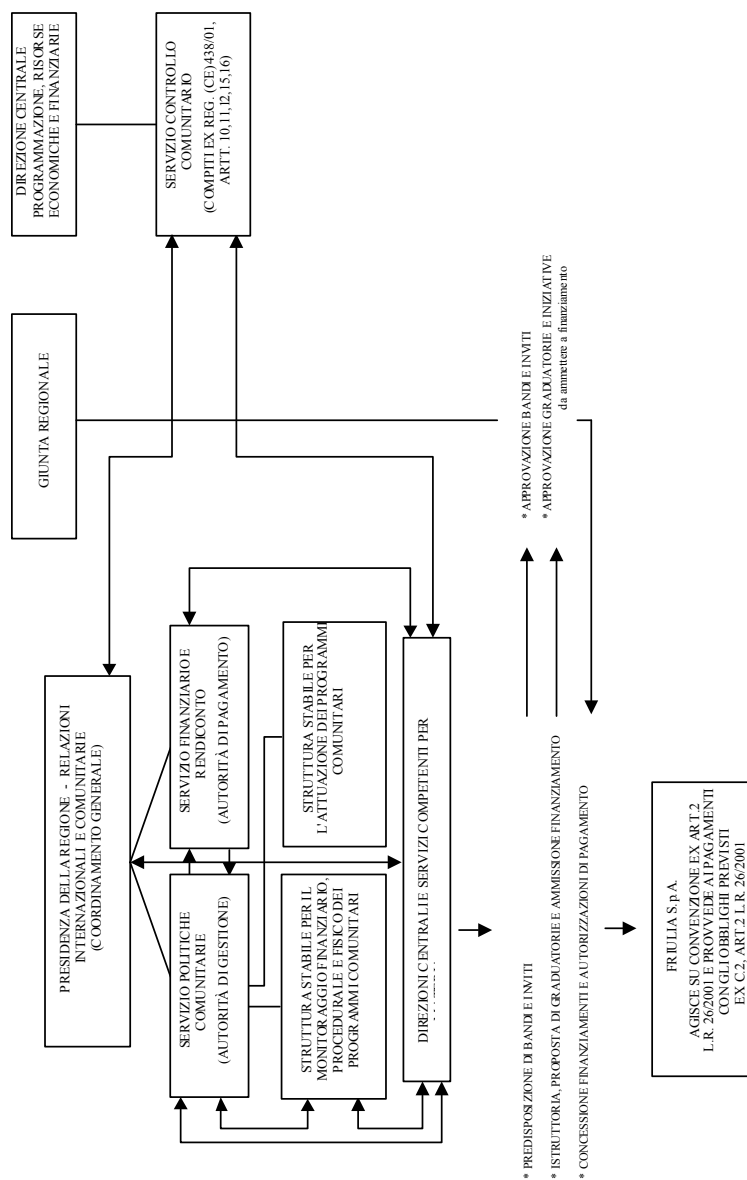 DIREZIONE CENTRALE
PROGRAMMAZIONE, RISORSE
ECONOMICHE E FINANZIARIE
SERVIZIO CONTROLLO
COMUNITARIO
(COMPITI EX REG. (CE) 438/01,
ARTT. 10,11,12,15,16)
GIUNTA REGIONALE
PRESIDENZA DELLA REGIONE - RELAZIONI
INTERNAZIONALI E COMUNITARIE
(COORDINAMENTO GENERALE)
SERVIZIO POLITICHE
COMUNITARIE
(AUTORITÀ DI GESTIONE)
SERVIZIO FINANZIARIO E
RENDICONTO
(AUTORITÀ DI PAGAMENTO)
STRUTTURA STABILE PER IL
MONITORAGGIO FINANZIARIO,
PROCEDURALE E FISICO DEI
PROGRAMMI COMUNITARI
STRUTTURA STABILE PER
L'ATTUAZIONE DEI PROGRAMMI
COMUNITARI
DIREZIONI CENTRALI E SERVIZI COMPETENTI PER
* PREDISPOSIZIONE DI BANDI E INVITI
* ISTRUTTORIA, PROPOSTA DI GRADUATORIE E AMMISSIONE FINANZIAMENTO
* CONCESSIONE FINANZIAMENTI E AUTORIZZAZIONI DI PAGAMENTO
* APPROVAZIONE BANDI E INVITI
* APPROVAZIONE GRADUATORIE E INIZIATIVE
da ammettere a finanziamento
FRIULIA S.p.A.
AGISCE SU CONVENZIONE EX ART.2
L.R. 26/2001 E PROVVEDE AI PAGAMENTI
CON GLI OBBLIGHI PREVISTI
EX C.2, ART.2 L.R. 26/2001